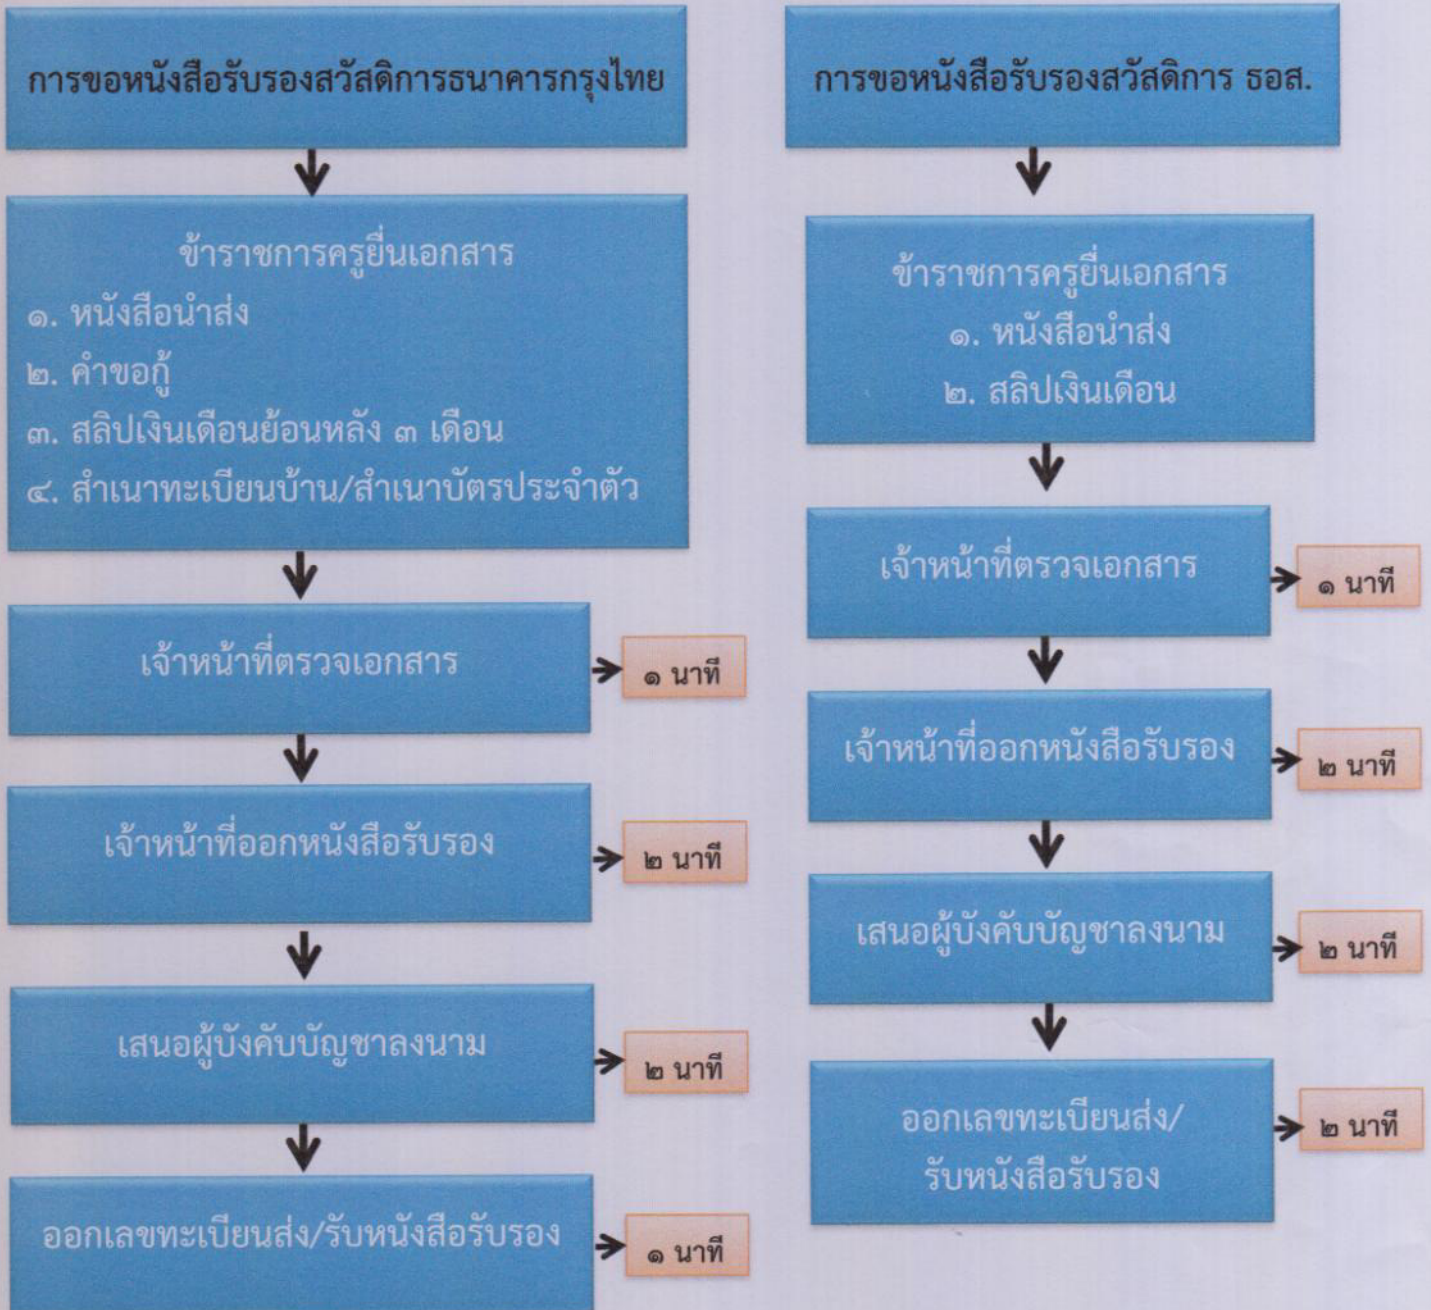 การขอหนังสือรับรองสวัสดิการธนาคารกรุงไทย
ข้าราชการครูยื่นเอกสาร
๑. หนังสือนำส่ง
๒. คำขอกู้
๓. สลิปเงินเดือนย้อนหลัง ๓ เดือน
๔. สำเนาทะเบียนบ้าน/สำเนาบัตรประจำตัว
เจ้าหน้าที่ตรวจเอกสาร
๑ นาที
เจ้าหน้าที่ออกหนังสือรับรอง
๒ นาที
เสนอผู้บังคับบัญชาลงนาม
๒ นาที
ออกเลขทะเบียนส่ง/รับหนังสือรับรอง
๑ นาที
การขอหนังสือรับรองสวัสดิการ ธอส.
ข้าราชการครูยื่นเอกสาร
๑. หนังสือนำส่ง
๒. สลิปเงินเดือน
เจ้าหน้าที่ตรวจเอกสาร
๑ นาที
เจ้าหน้าที่ออกหนังสือรับรอง
๒ นาที
เสนอผู้บังคับบัญชาลงนาม
๒ นาที
ออกเลขทะเบียนส่ง/
รับหนังสือรับรอง
๒ นาที